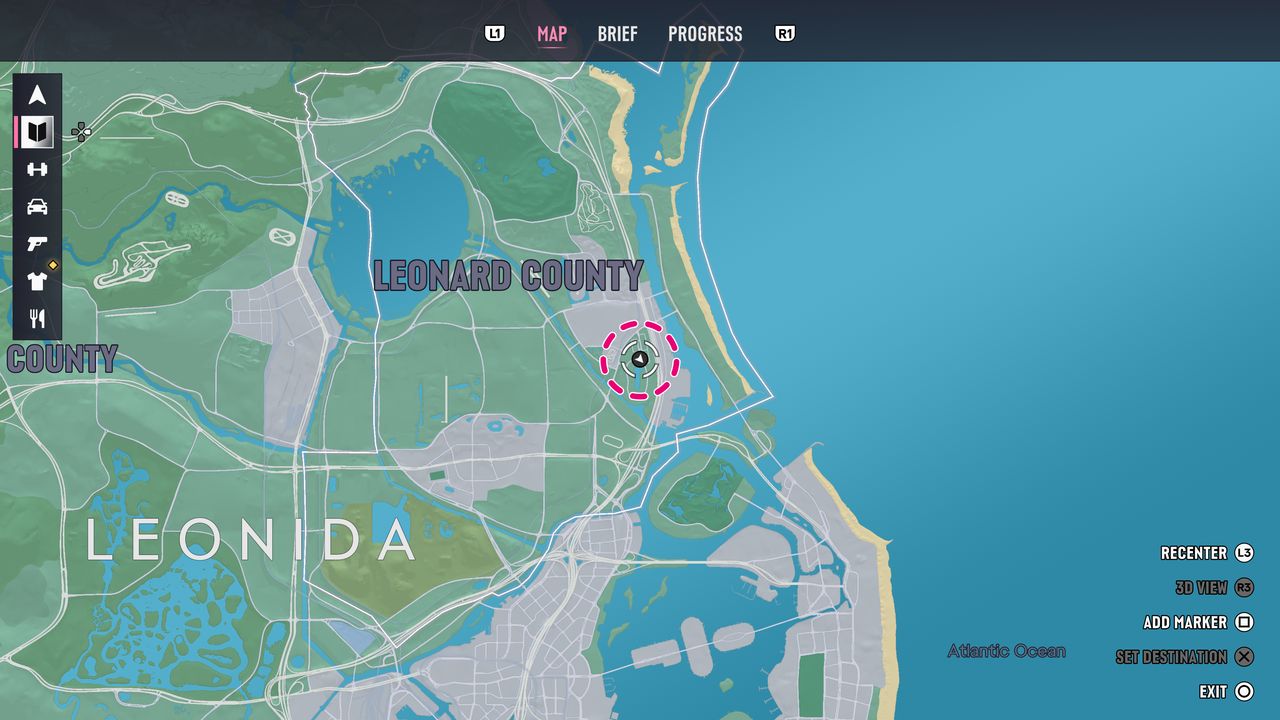 L1 MAP BRIEF PROGRESS R1
LEONARD COUNTY
COUNTY
LEONIDA
Atlantic Ocean
RECENTER L3
3D VIEW R3
ADD MARKER
SET DESTINATION
EXIT